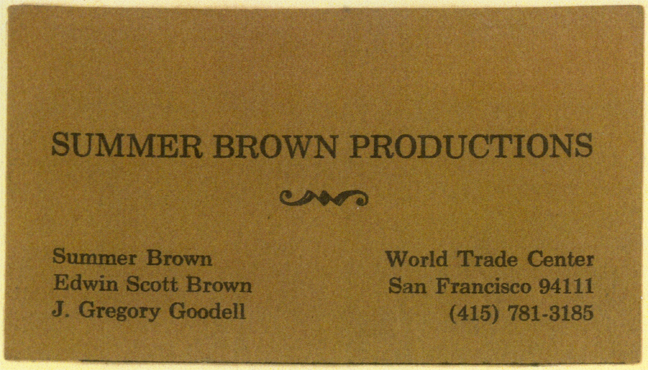 SUMMER BROWN PRODUCTIONS
Summer Brown
Edwin Scott Brown
J. Gregory Goodell
World Trade Center
San Francisco 94111
(415) 781-3185